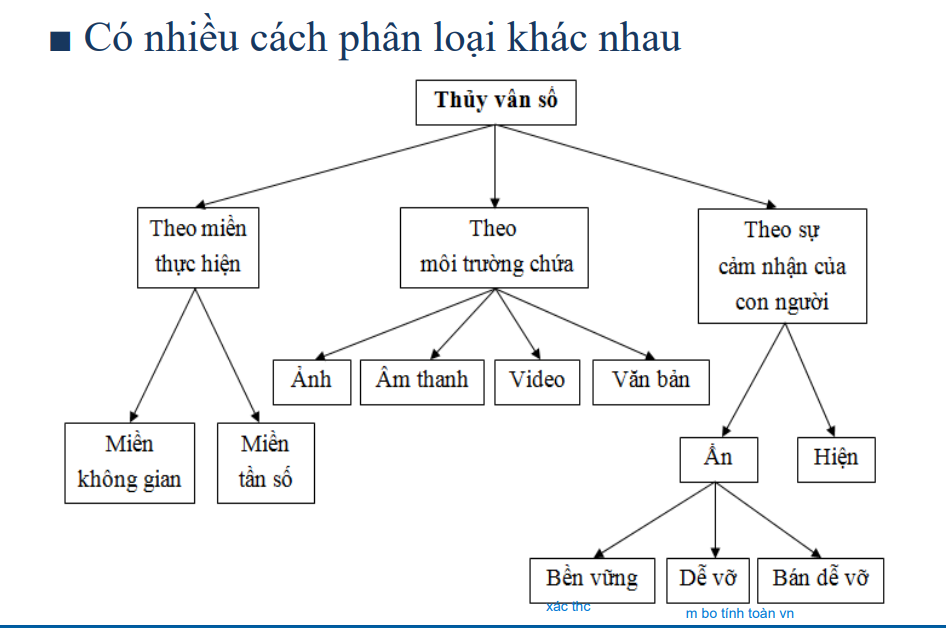 ■ Có nhiều cách phân loại khác nhau
Thủy vân số
Theo miền
thực hiện
Theo
môi trường chứa
Theo sự
cảm nhận của
con người
Ảnh
Âm thanh
Video
Văn bản
Miền
không gian
Miền
tần số
Ẩn
Hiện
Bền vững
Dễ vỡ
Bán dễ vỡ
xác thc
m bo tính toàn vn